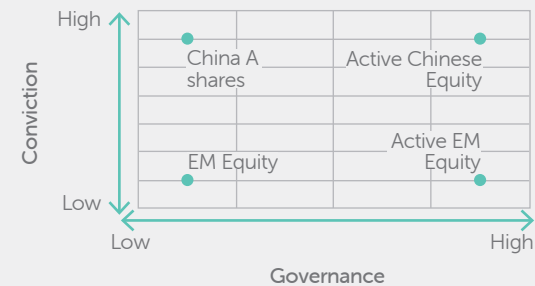 High
China A
shares
Active Chinese
Equity
Conviction
EM Equity
Active EM
Equity
Low
Low
High
Governance